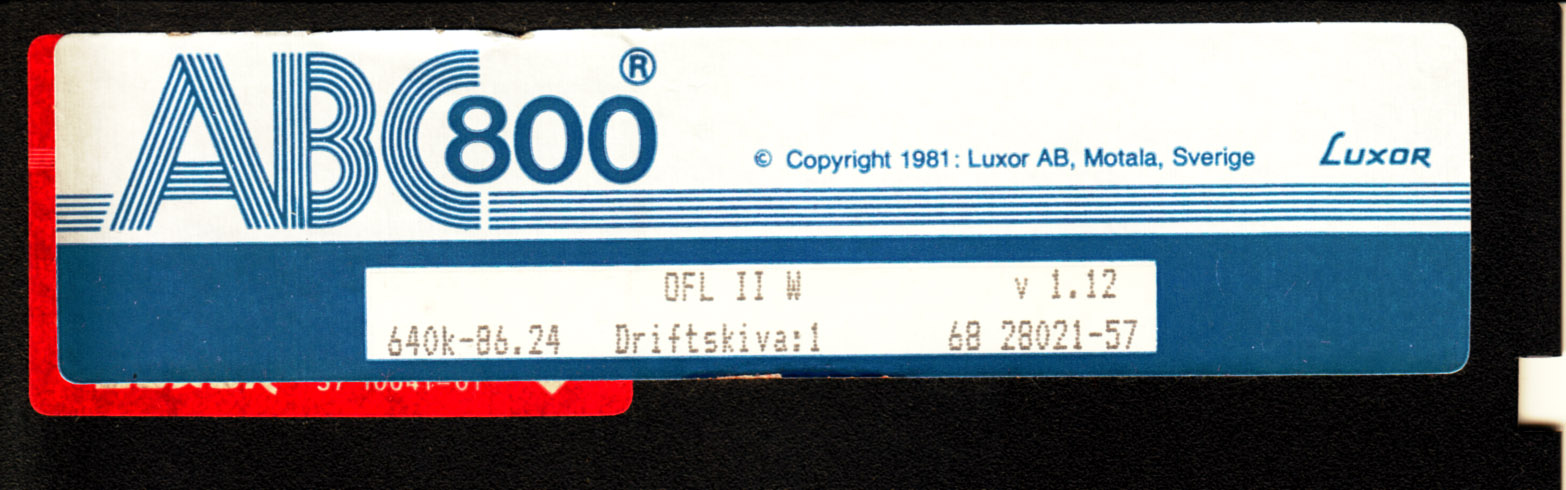 ABC800®
© Copyright 1981: Luxor AB, Motala, Sverige
LUXOR
OFL II W v 1.12
640k-86.24 Driftskiva:1 68 28021-57